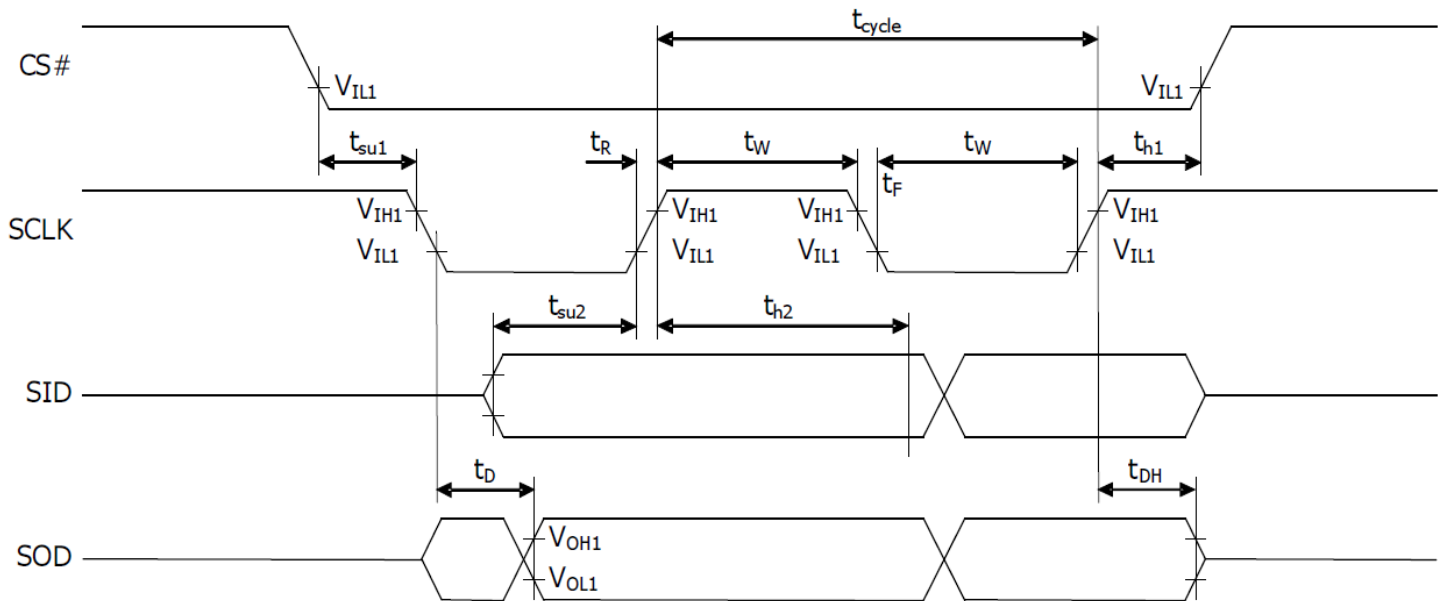 t_cycle
CS#
V_IL1 V_IL1
t_su1 t_R t_W t_W t_h1
t_F
V_IH1 V_IH1 V_IH1 V_IH1
SCLK
V_IL1 V_IL1 V_IL1 V_IL1
t_su2 t_h2
SID
t_D t_DH
V_OH1
SOD
V_OL1